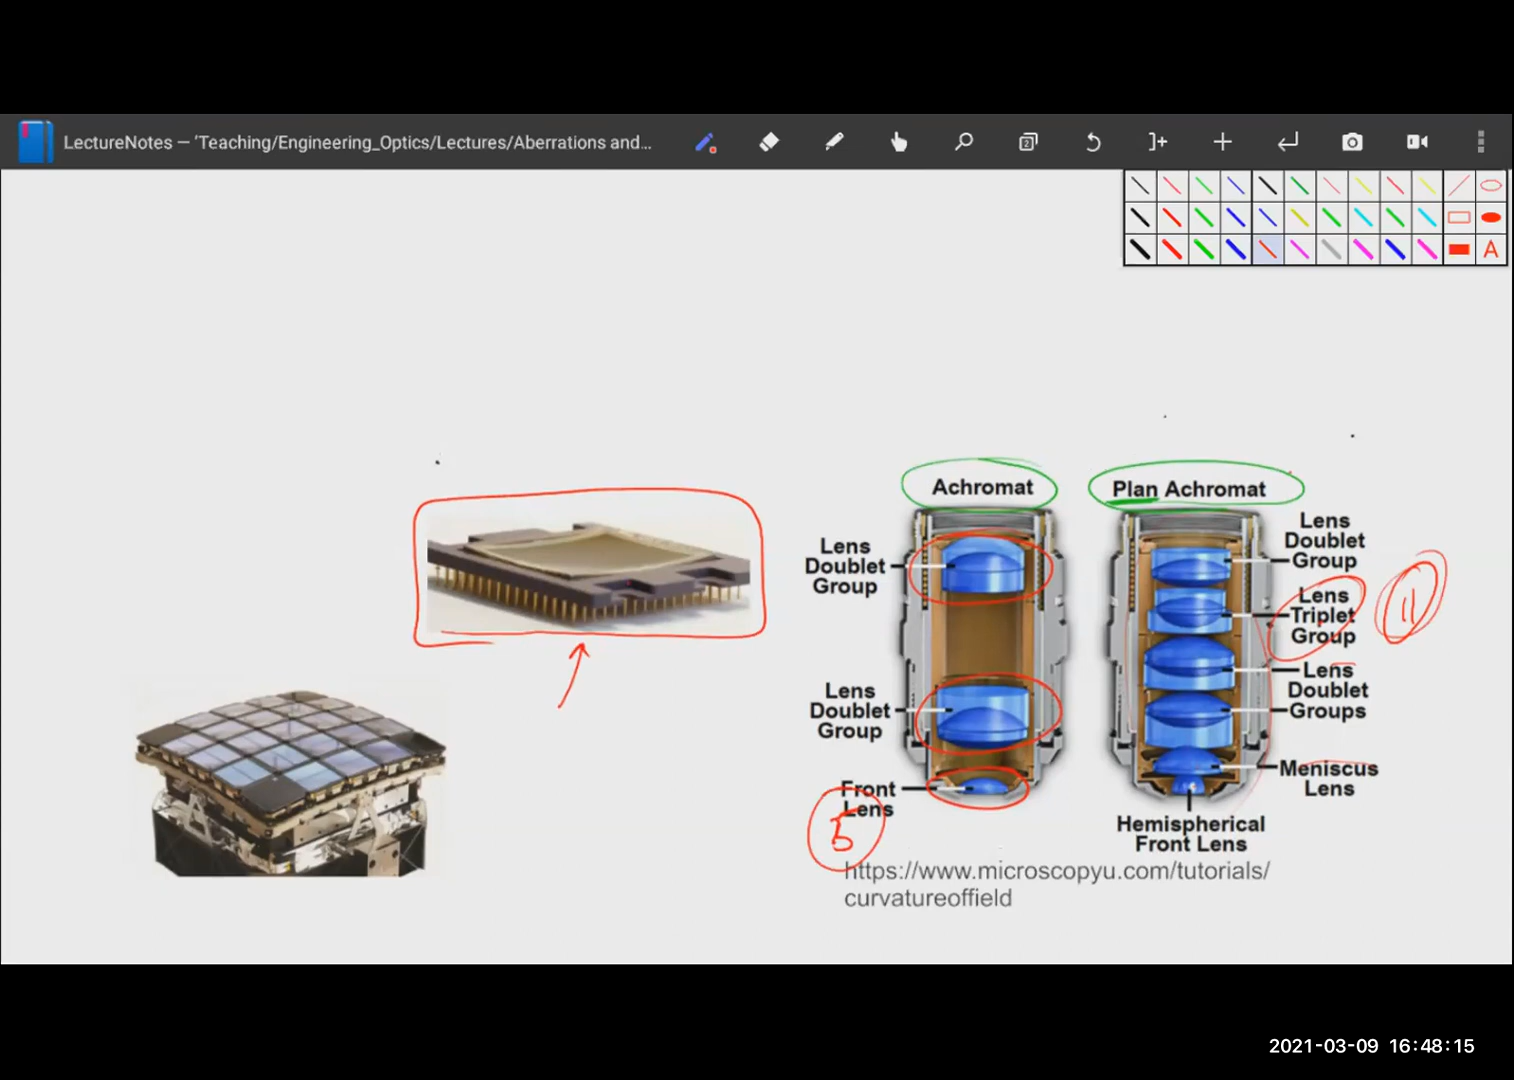 LectureNotes — ‘Teaching/Engineering_Optics/Lectures/Aberrations and...
2
A
Achromat
Plan Achromat
Lens
Doublet
Group
Lens
Doublet
Group
Front
Lens
5
Lens
Doublet
Group
Lens
Triplet
Group
11
Lens
Doublet
Groups
Meniscus
Lens
Hemispherical
Front Lens
https://www.microscopyu.com/tutorials/
curvatureoffield
2021-03-09 16:48:15